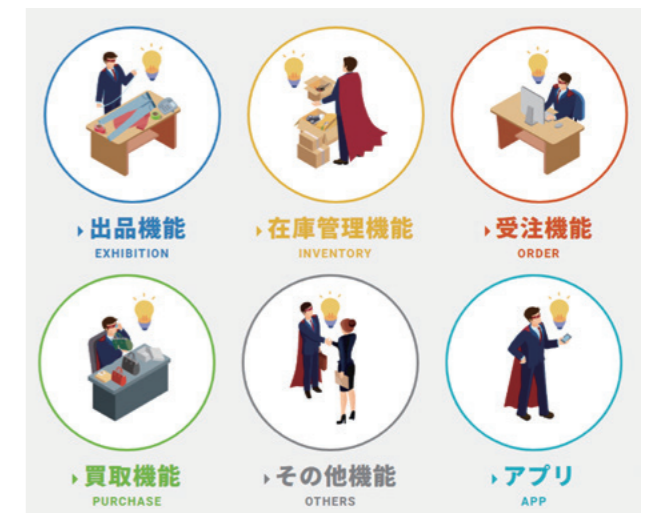 出品機能
EXHIBITION
在庫管理機能
INVENTORY
受注機能
ORDER
買取機能
PURCHASE
その他機能
OTHERS
アプリ
APP